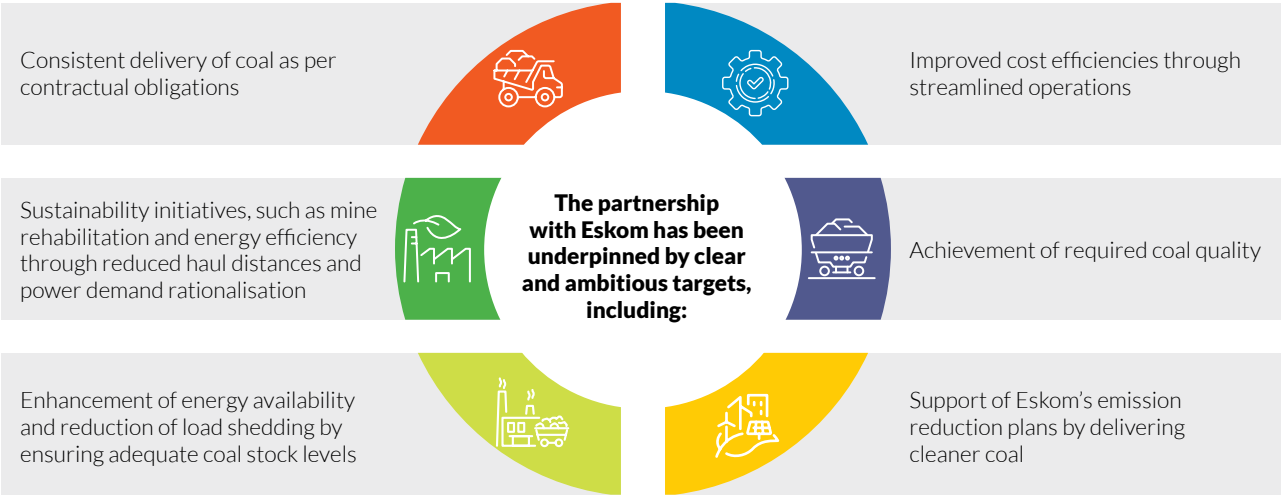 Consistent delivery of coal as per
contractual obligations
Improved cost efficiencies through
streamlined operations
The partnership
with Eskom has been
underpinned by clear
and ambitious targets,
including:
Sustainability initiatives, such as mine
rehabilitation and energy efficiency
through reduced haul distances and
power demand rationalisation
Achievement of required coal quality
Enhancement of energy availability
and reduction of load shedding by
ensuring adequate coal stock levels
Support of Eskom’s emission
reduction plans by delivering
cleaner coal